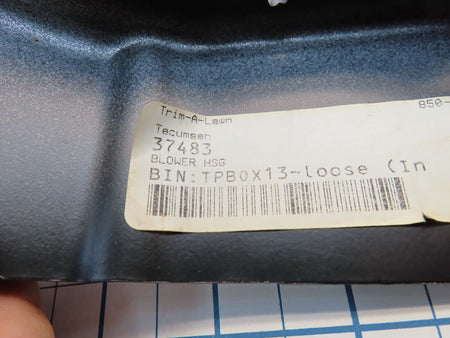 Trim-A-Lawn 850-
Tecumseh
37483
BLOWER HSG
BIN:TPB0X13-loose (In